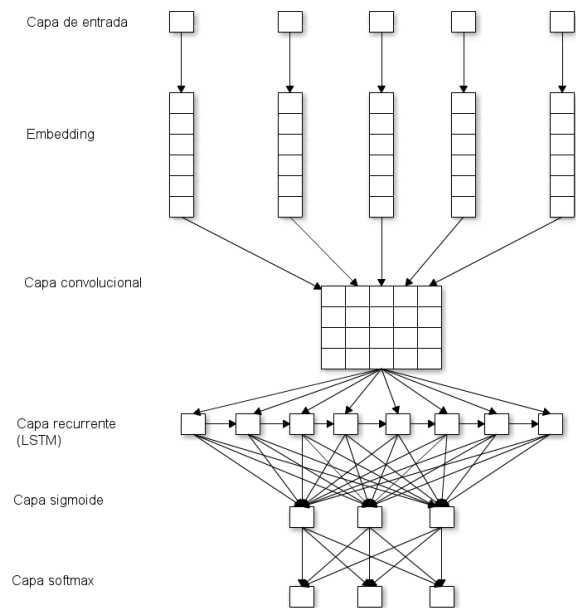 Capa de entrada
Embedding
Capa convolucional
Capa recurrente
(LSTM)
Capa sigmoide
Capa softmax